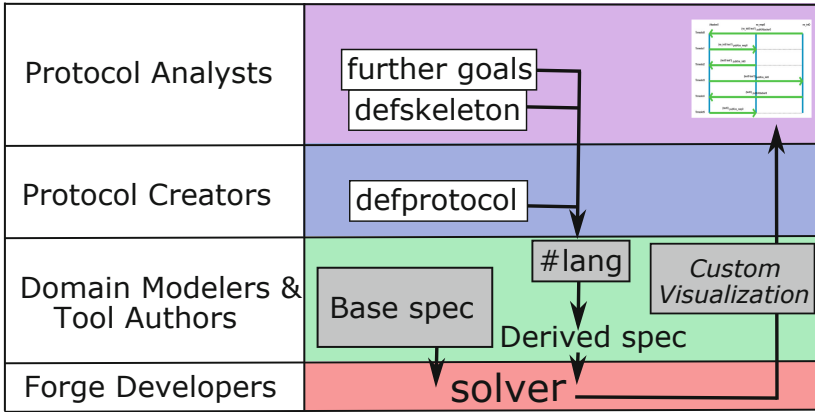 Protocol Analysts
further goals
defskeleton
Protocol Creators
defprotocol
Domain Modelers &
Tool Authors
#lang
Custom
Visualization
Base spec
Derived spec
Forge Developers
solver